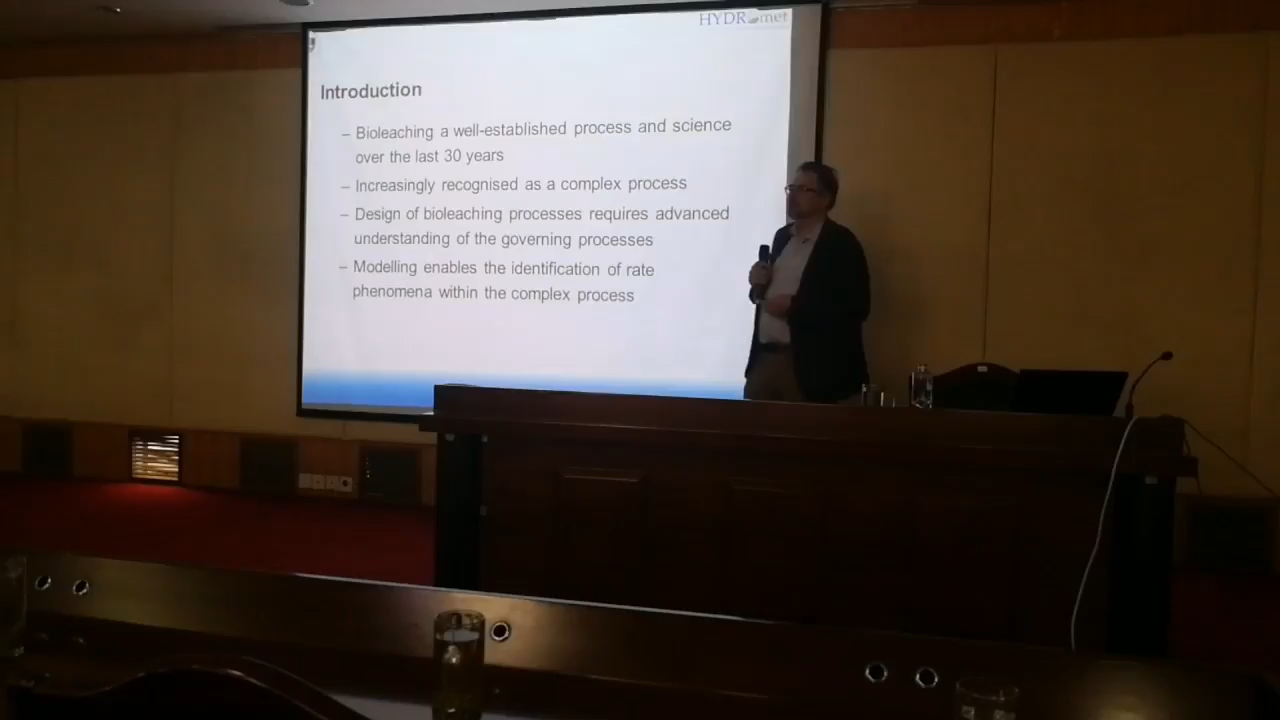 HYDROmet
Introduction
– Bioleaching a well-established process and science
over the last 30 years
– Increasingly recognised as a complex process
– Design of bioleaching processes requires advanced
understanding of the governing processes
– Modelling enables the identification of rate
phenomena within the complex process